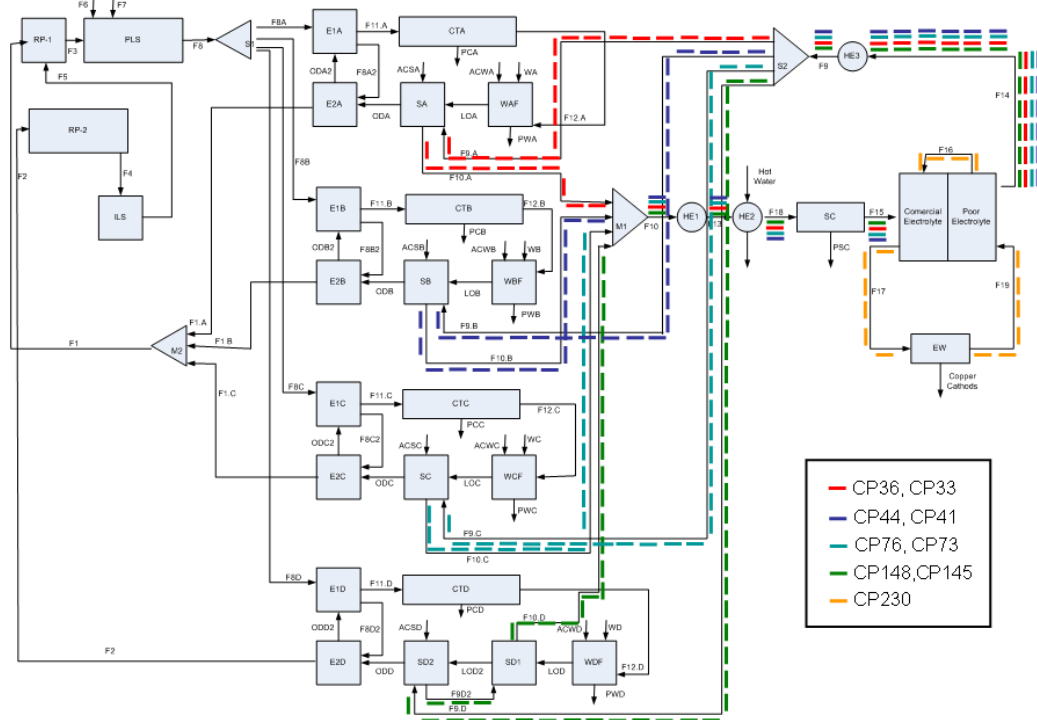 F6
F7
RP-1
F3
PLS
F8
S1
F5
RP-2
F2
F4
ILS
F8A
E1A
F11.A
CTA
PCA
ODA2
F8A2
ACSA
ACWA
WA
E2A
ODA
SA
LOA
WAF
F12.A
PWA
F9.A
F10.A
F8B
E1B
F11.B
CTB
F12.B
PCB
ODB2
F8B2
ACSB
ACWB
WB
E2B
ODB
SB
LOB
WBF
PWB
F9.B
F10.B
F1.A
F1.B
F1
M2
F1.C
F8C
E1C
F11.C
CTC
F12.C
PCC
ODC2
F8C2
ACSC
ACWC
WC
E2C
ODC
SC
LOC
WCF
PWC
F9.C
F10.C
F8D
E1D
F11.D
CTD
PCD
ODD2
F8D2
ACSD
F10.D
ACWD
WD
F2
E2D
ODD
SD2
LOD2
SD1
LOD
WDF
F12.D
PWD
F9D2
F9.D
S2
F9
HE3
F14
M1
F10
HE1
13
HE2
Hot
Water
F18
SC
F15
PSC
F16
Comercial
Electrolyte
Poor
Electrolyte
F17
F19
EW
Copper
Cathods
CP36, CP33
CP44, CP41
CP76, CP73
CP148,CP145
CP230